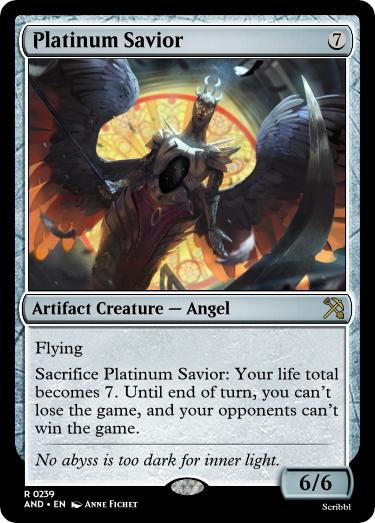 Platinum Savior 7
Artifact Creature — Angel
Flying
Sacrifice Platinum Savior: Your life total
becomes 7. Until end of turn, you can't
lose the game, and your opponents can't
win the game.
No abyss is too dark for inner light.
6/6
R 0239
AND • EN Anne Fichet
Scribbl